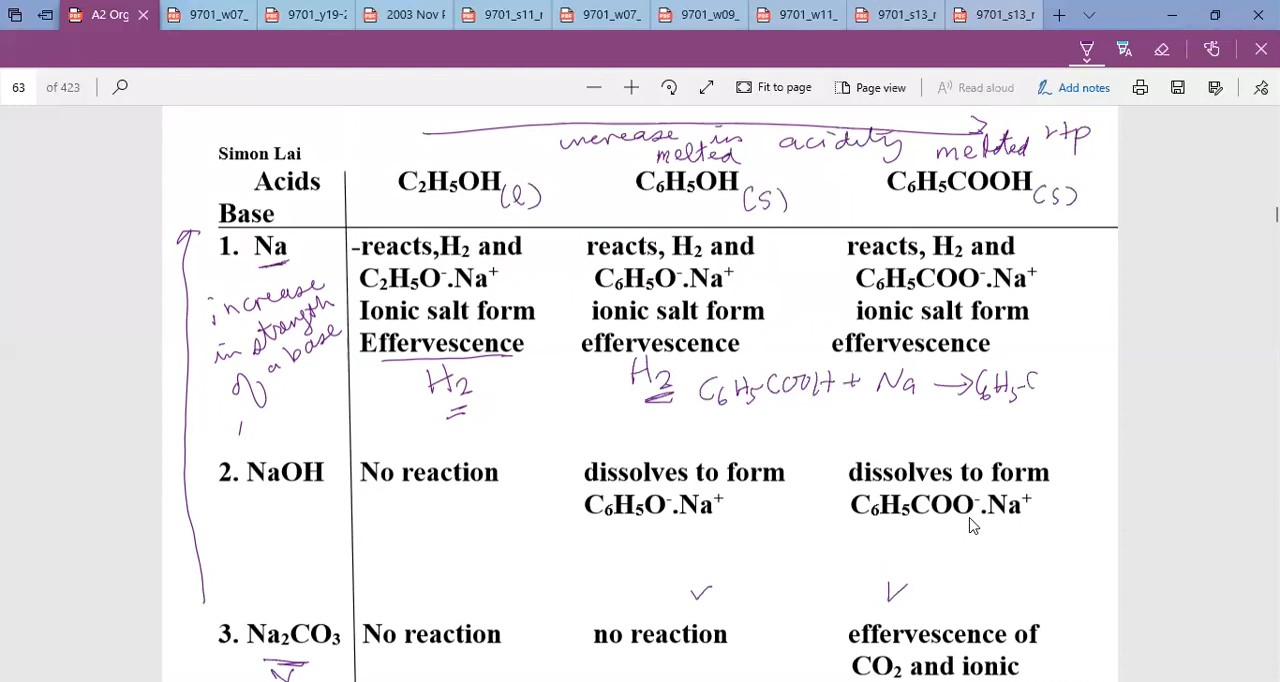 A2 Org
9701_w07_
9701_y19-2
2003 Nov
9701_s11_
9701_w07_
9701_w09_
9701_w11_
9701_s13_
9701_s13_
63 of 423
Fit to page
Page view
Read aloud
Add notes
increase in acidity
melted
melted rtp
Simon Lai
Acids C₂H₅OH(l) C₆H₅OH(s) C₆H₅COOH(s)
Base
1. Na -reacts,H₂ and reacts, H₂ and reacts, H₂ and
C₂H₅O⁻.Na⁺ C₆H₅O⁻.Na⁺ C₆H₅COO⁻.Na⁺
Ionic salt form ionic salt form ionic salt form
Effervescence effervescence effervescence
increase
in strength
of a base
H₂ H₂ C₆H₅COOH + Na → C₆H₅-C
2. NaOH No reaction dissolves to form dissolves to form
C₆H₅O⁻.Na⁺ C₆H₅COO⁻.Na⁺
3. Na₂CO₃ No reaction no reaction effervescence of
CO₂ and ionic